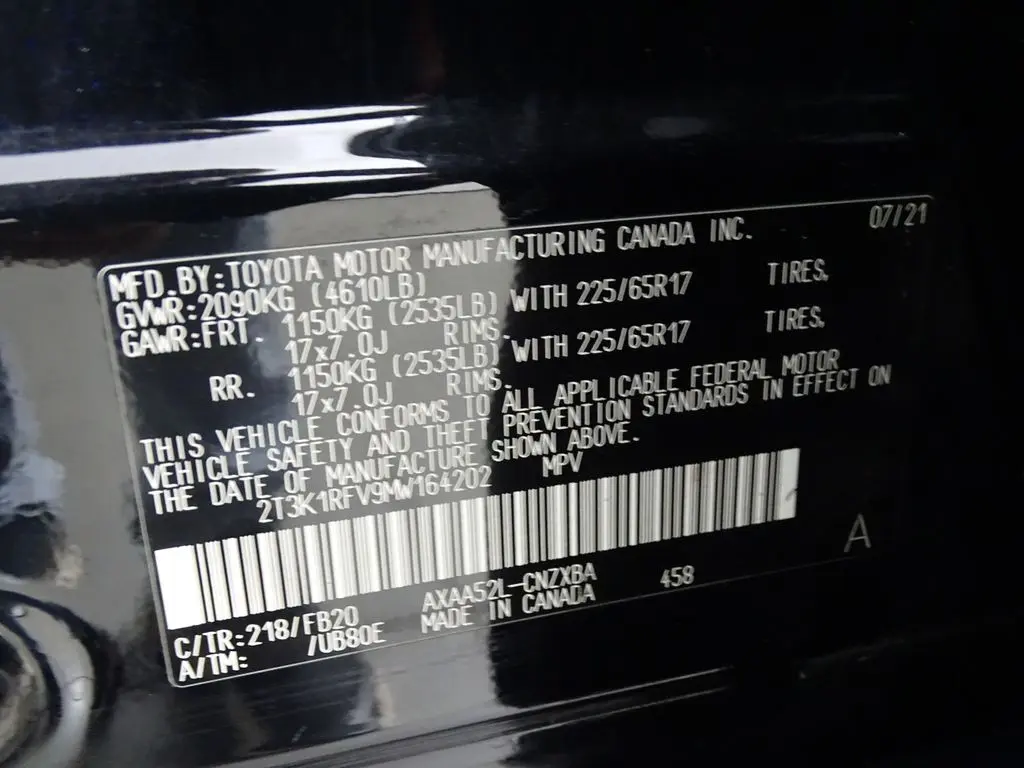 07/21
MFD.BY:TOYOTA MOTOR MANUFACTURING CANADA INC.
GVWR:2090KG (4610LB)
GAWR:FRT. 1150KG (2535LB) WITH 225/65R17 TIRES,
17x7.0J RIMS.
RR. 1150KG (2535LB) WITH 225/65R17 TIRES,
17x7.0J RIMS.
THIS VEHICLE CONFORMS TO ALL APPLICABLE FEDERAL MOTOR
VEHICLE SAFETY AND THEFT PREVENTION STANDARDS IN EFFECT ON
THE DATE OF MANUFACTURE SHOWN ABOVE.
2T3K1RFV9MW164202 MPV
A
C/TR:218/FB20 AXAA52L-CNZXBA 458
A/TM: /UB80E MADE IN CANADA